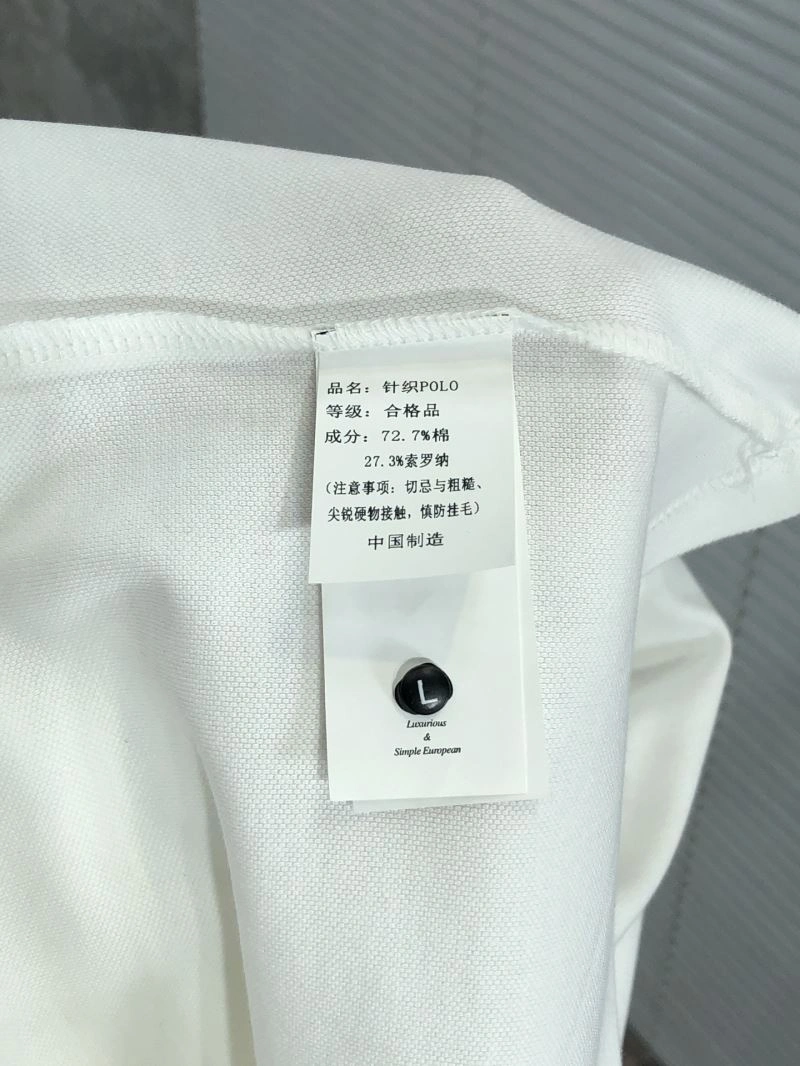 品名：针织POLO
等级：合格品
成分：72.7%棉
27.3%索罗纳
（注意事项：切忌与粗糙、
尖锐硬物接触，慎防挂毛）
中国制造
L
Luxurious
&
Simple European